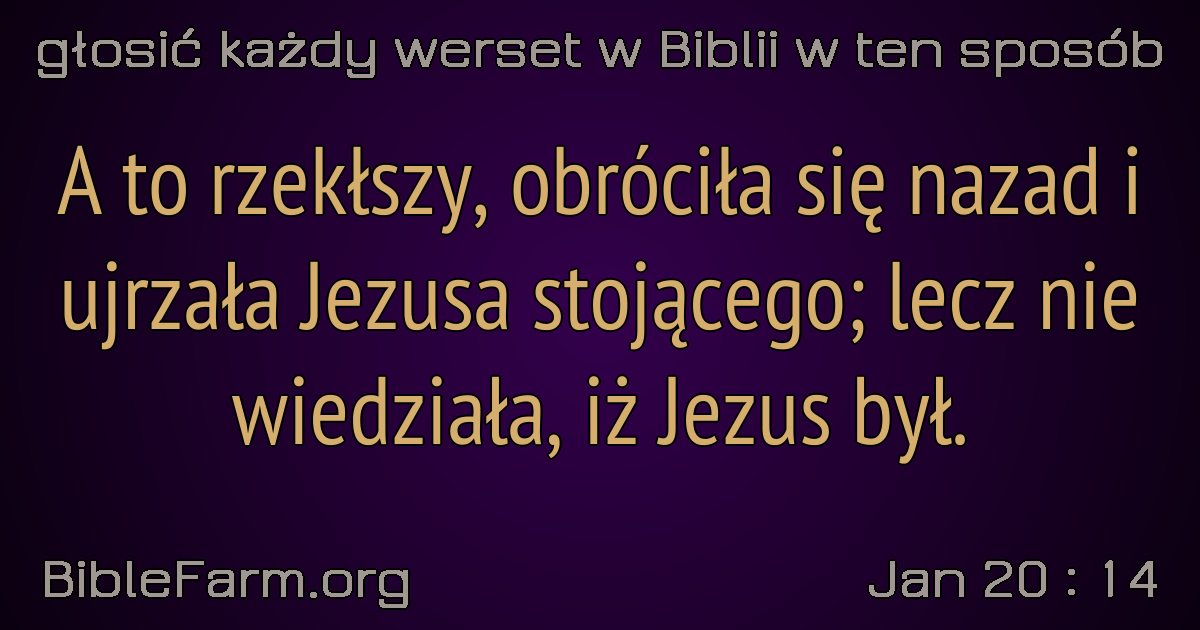 głosić każdy werset w Biblii w ten sposób
A to rzekłszy, obróciła się nazad i
ujrzała Jezusa stojącego; lecz nie
wiedziała, iż Jezus był.
BibleFarm.org
Jan 20 : 14